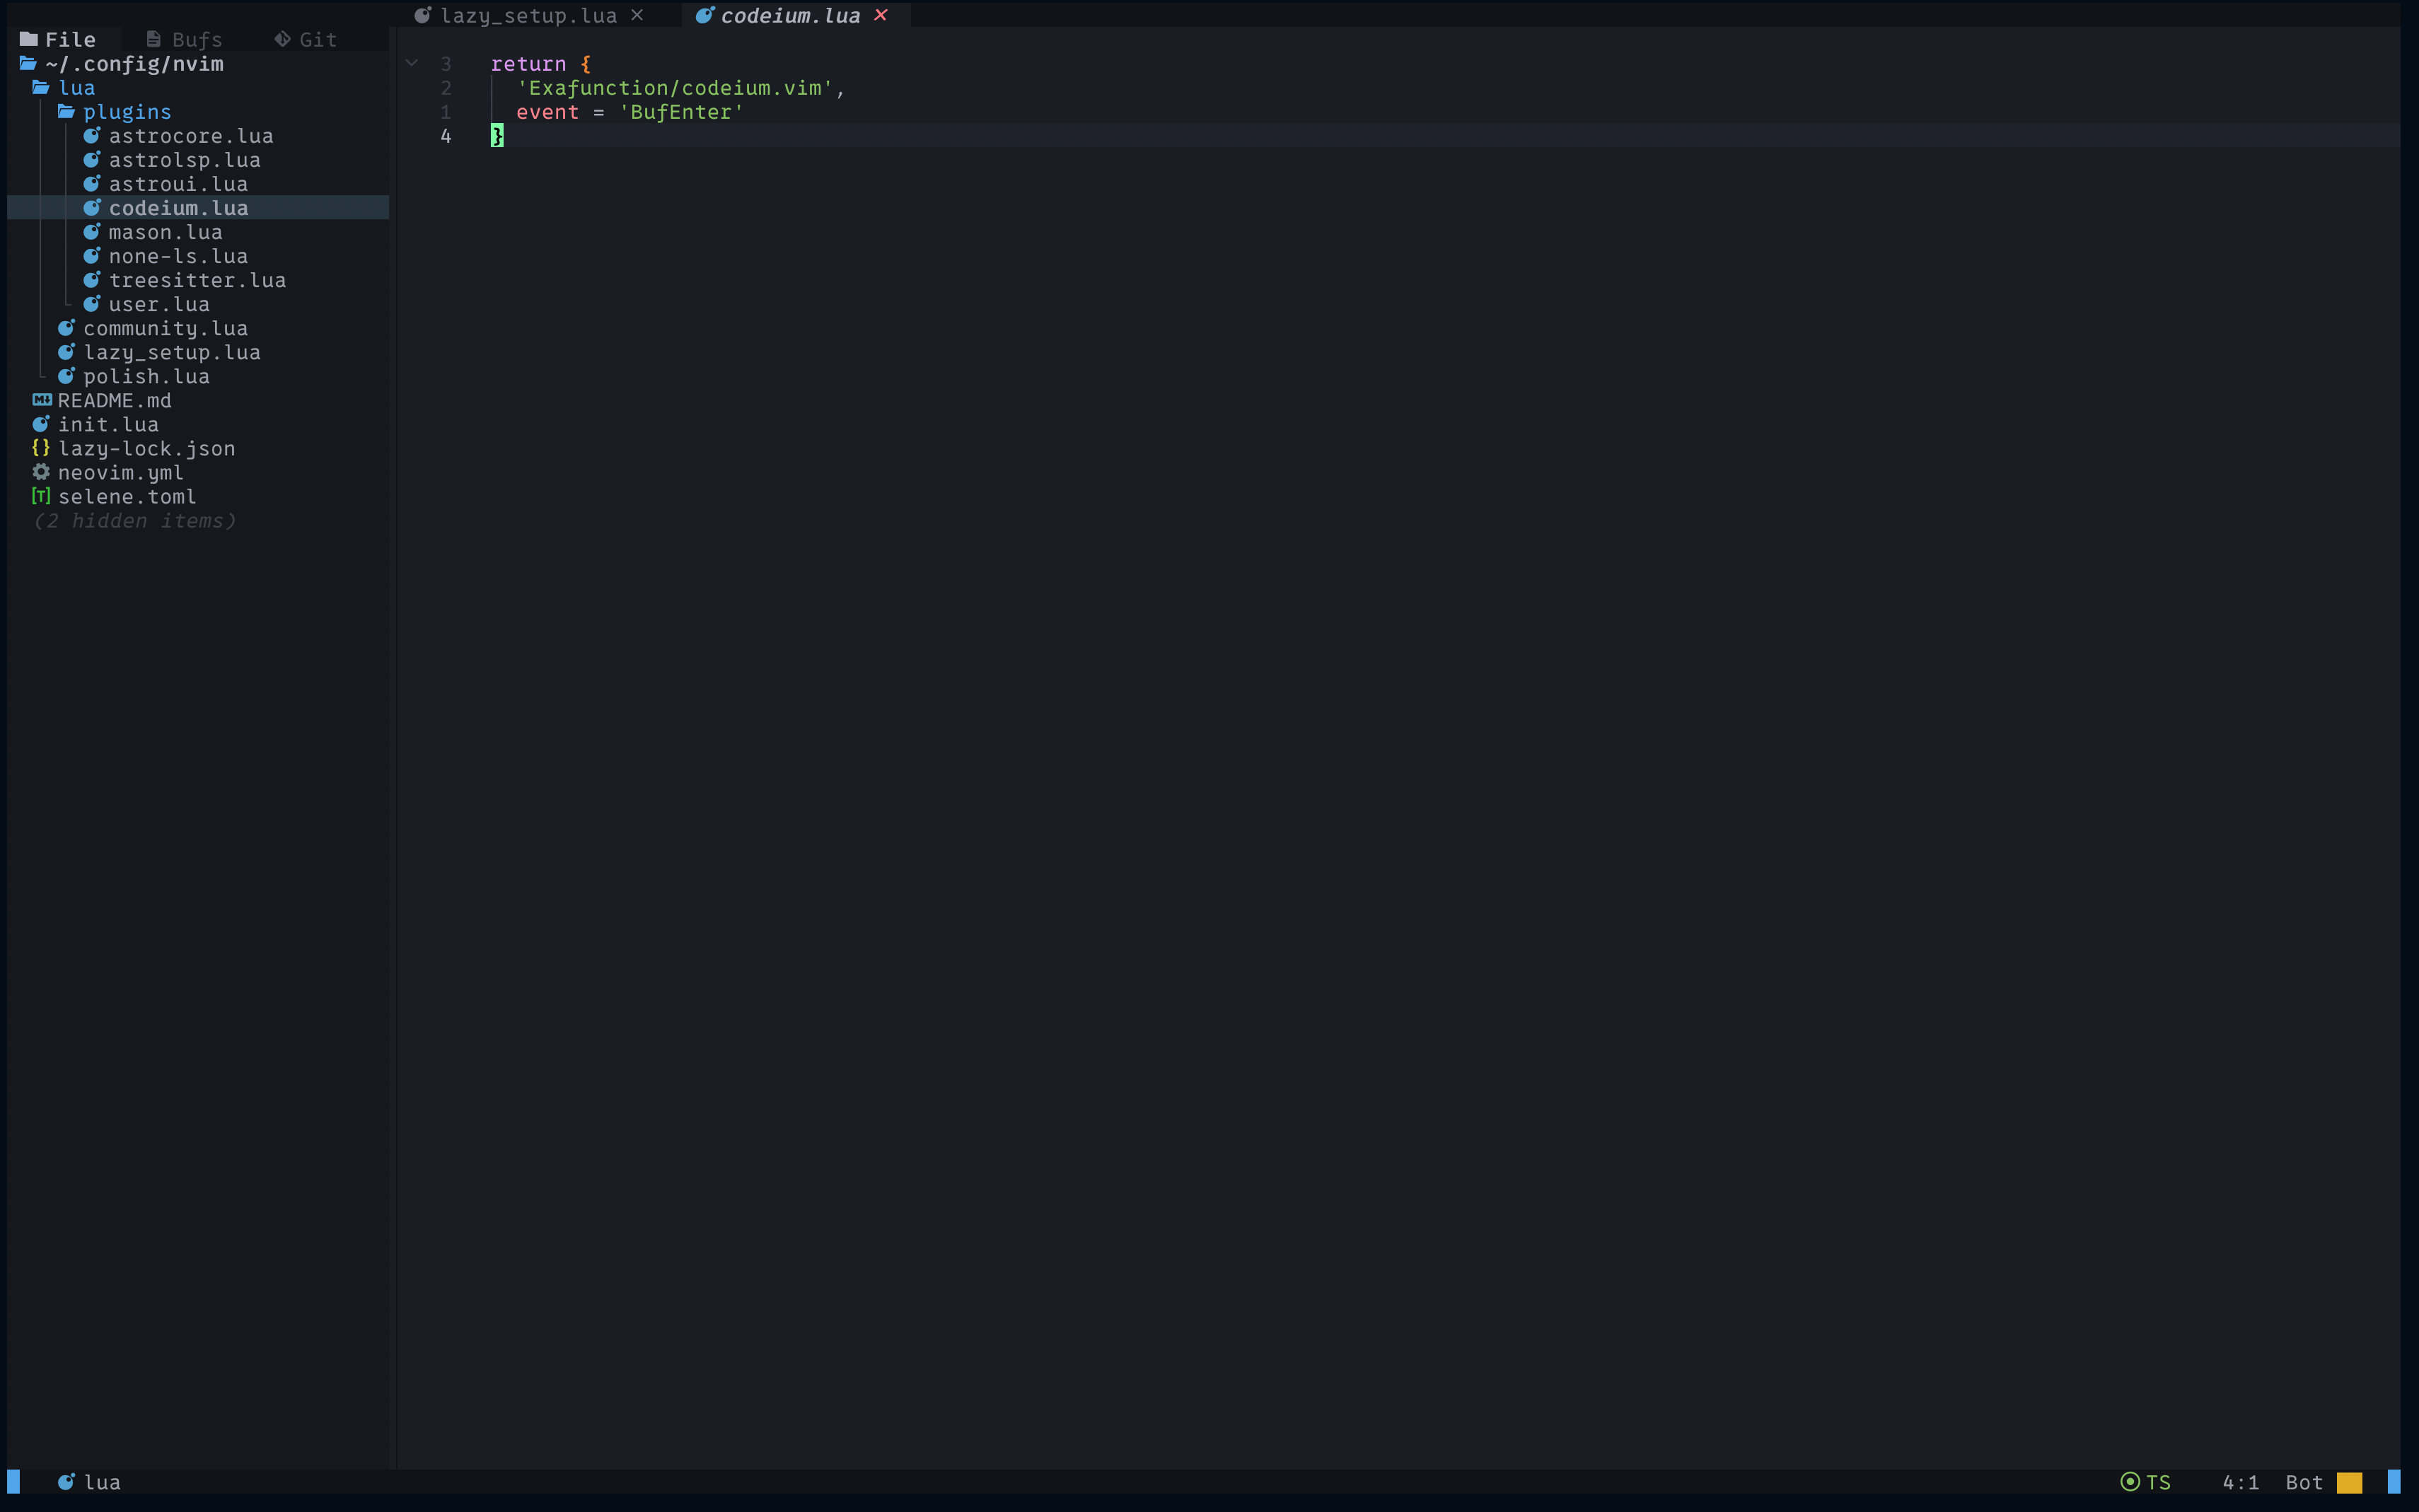 lazy_setup.lua ✕ codeium.lua ✕
File Bufs Git
~/.config/nvim
lua
plugins
astrocore.lua
astrolsp.lua
astroui.lua
codeium.lua
mason.lua
none-ls.lua
treesitter.lua
user.lua
community.lua
lazy_setup.lua
polish.lua
README.md
init.lua
{} lazy-lock.json
neovim.yml
[T] selene.toml
(2 hidden items)
3 return {
2 'Exafunction/codeium.vim',
1 event = 'BufEnter'
4 }
lua TS 4:1 Bot